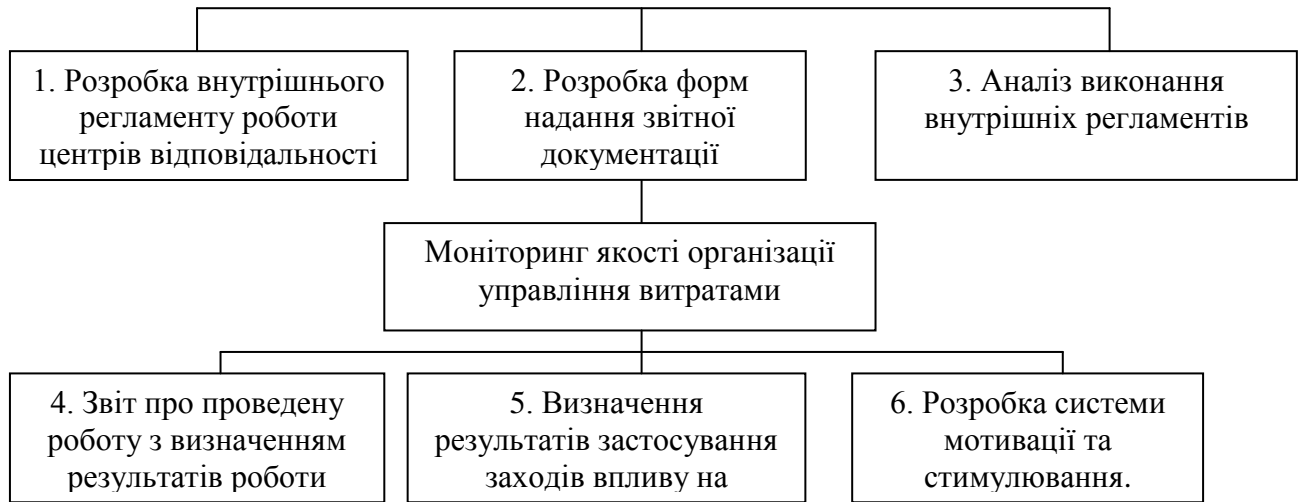 1. Розробка внутрішнього
регламенту роботи
центрів відповідальності
2. Розробка форм
надання звітної
документації
3. Аналіз виконання
внутрішніх регламентів
Моніторинг якості організації
управління витратами
4. Звіт про проведену
роботу з визначенням
результатів роботи
5. Визначення
результатів застосування
заходів впливу на
6. Розробка системи
мотивації та
стимулювання.